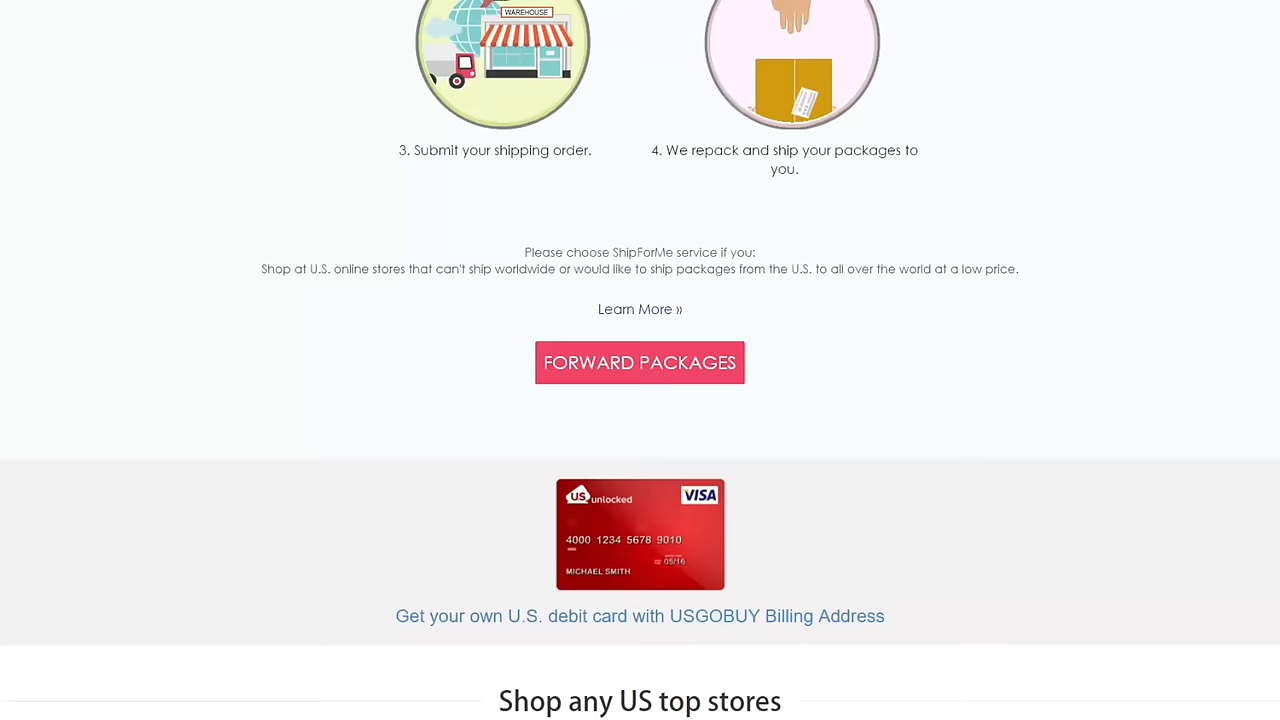 WAREHOUSE
3. Submit your shipping order.
4. We repack and ship your packages to
you.
Please choose ShipForMe service if you:
Shop at U.S. online stores that can't ship worldwide or would like to ship packages from the U.S. to all over the world at a low price.
Learn More »
FORWARD PACKAGES
US unlocked
VISA
4000 1234 5678 9010
05/16
MICHAEL SMITH
Get your own U.S. debit card with USGOBUY Billing Address
Shop any US top stores